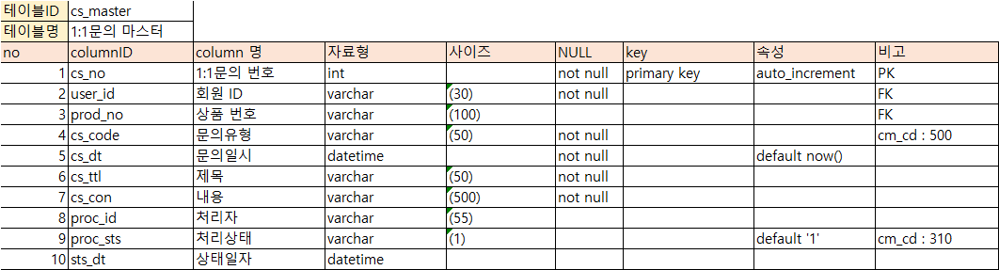 테이블ID cs_master
테이블명 1:1문의 마스터
no columnID column 명 자료형 사이즈 NULL key 속성 비고
1 cs_no 1:1문의 번호 int not null primary key auto_increment PK
2 user_id 회원 ID varchar (30) not null FK
3 prod_no 상품 번호 varchar (100) FK
4 cs_code 문의유형 varchar (50) not null cm_cd : 500
5 cs_dt 문의일시 datetime not null default now()
6 cs_ttl 제목 varchar (50) not null
7 cs_con 내용 varchar (500) not null
8 proc_id 처리자 varchar (55)
9 proc_sts 처리상태 varchar (1) default '1' cm_cd : 310
10 sts_dt 상태일자 datetime